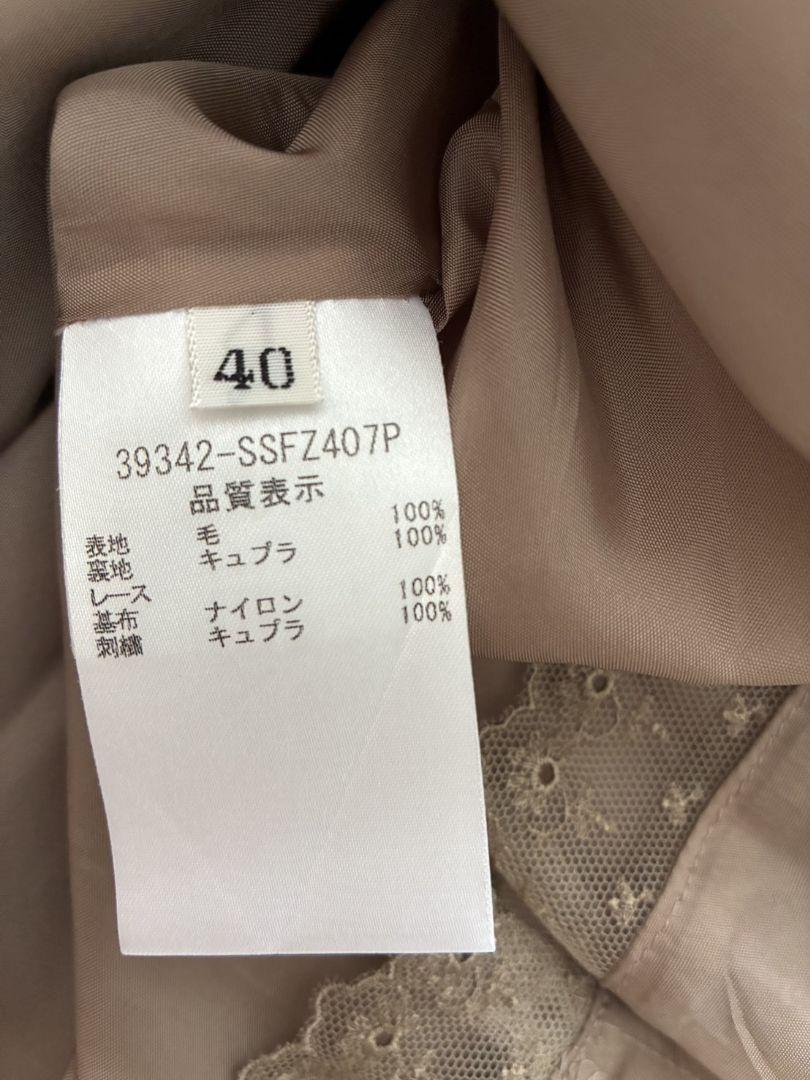 40
39342-SSFZ407P
品質表示
表地 毛 100%
裏地 キュプラ 100%
レース
基布 ナイロン 100%
刺繍 キュプラ 100%